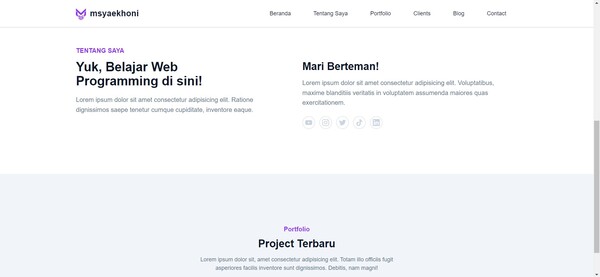 msyaekhoni
Beranda
Tentang Saya
Portfolio
Clients
Blog
Contact
TENTANG SAYA
Yuk, Belajar Web
Programming di sini!
Lorem ipsum dolor sit amet consectetur adipisicing elit. Ratione
dignissimos saepe tenetur cumque cupiditate, inventore eaque.
Mari Berteman!
Lorem ipsum dolor sit amet consectetur adipisicing elit. Voluptatibus,
maxime blanditiis veritatis in voluptatem assumenda maiores quas
exercitationem.
Portfolio
Project Terbaru
Lorem ipsum dolor sit amet, consectetur adipisicing elit. Totam illo officiis fugit
asperiores facilis inventore sunt dignissimos. Debitis, nam magni!